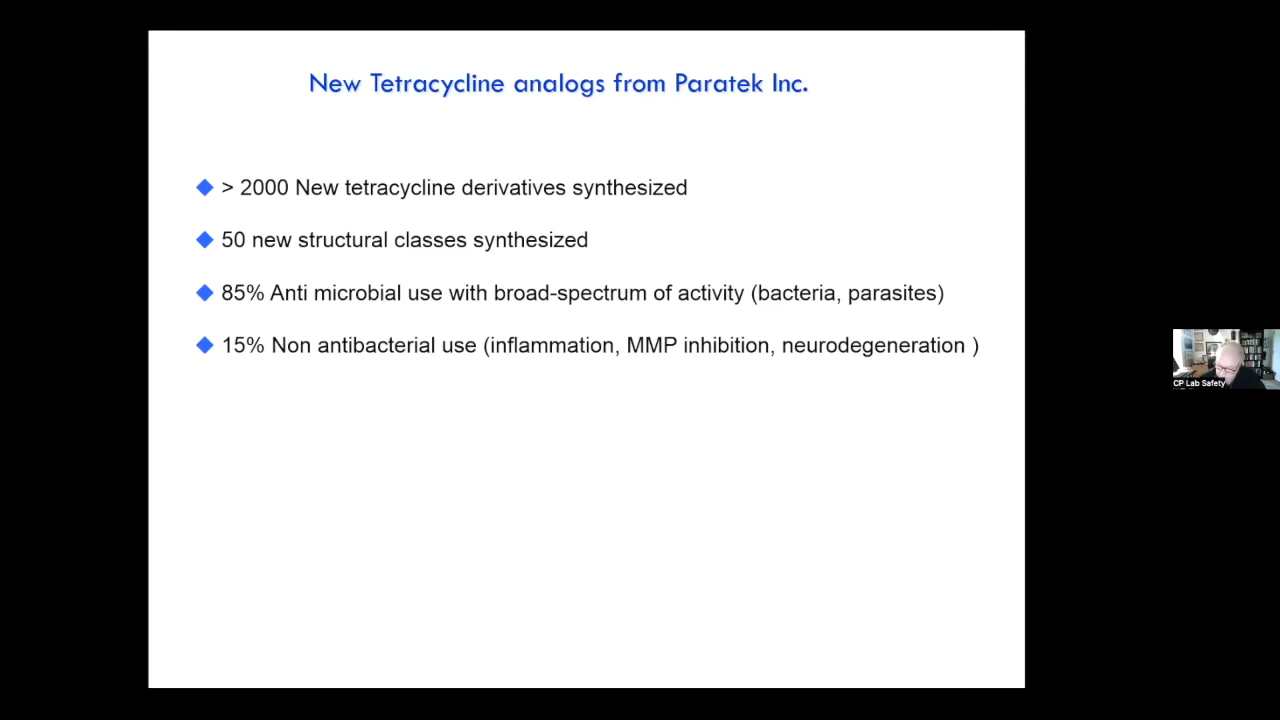 New Tetracycline analogs from Paratek Inc.
> 2000 New tetracycline derivatives synthesized
50 new structural classes synthesized
85% Anti microbial use with broad-spectrum of activity (bacteria, parasites)
15% Non antibacterial use (inflammation, MMP inhibition, neurodegeneration )
CP Lab Safety